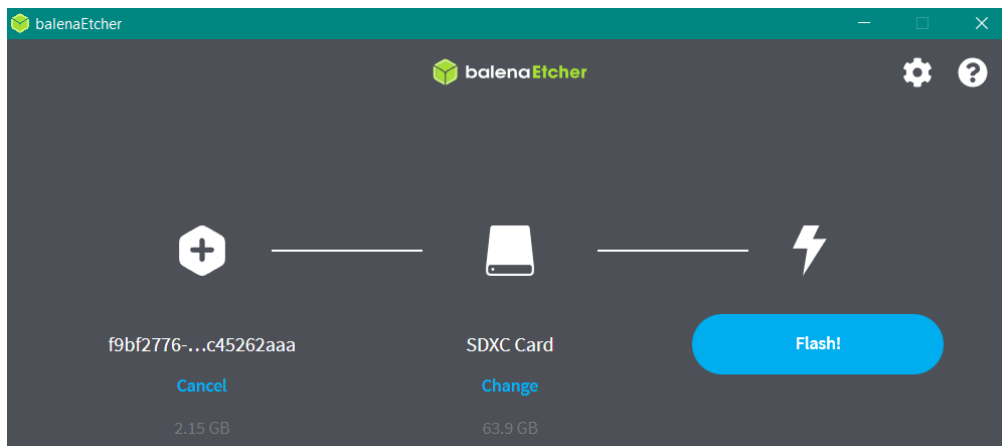 balenaEtcher
balenaEtcher
f9bf2776-...c45262aaa
SDXC Card
Flash!
Cancel
Change
2.15 GB
63.9 GB